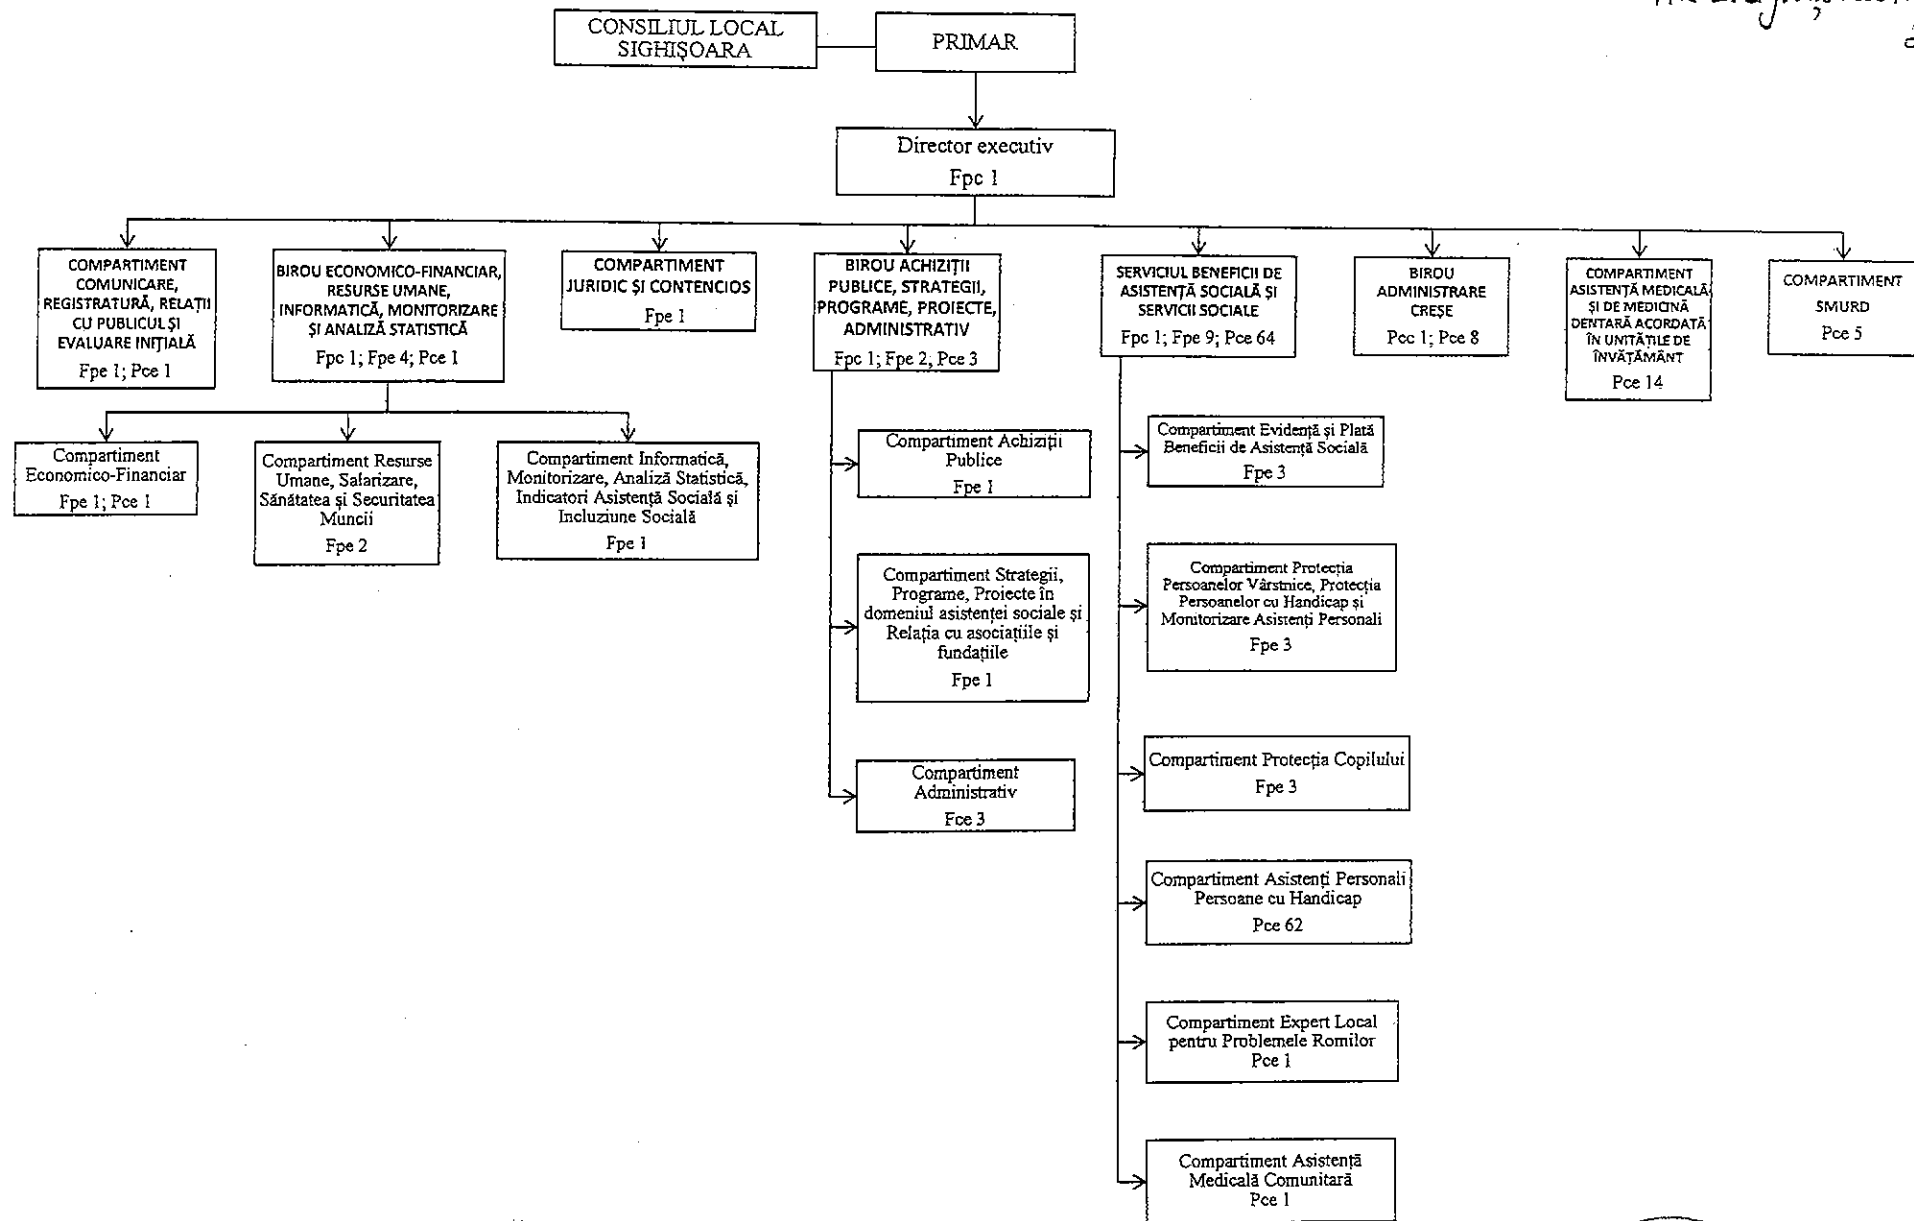 CONSILIUL LOCAL
SIGHIȘOARA
PRIMAR
Director executiv
Fpc 1
COMPARTIMENT
COMUNICARE,
REGISTRATURĂ, RELAȚII
CU PUBLICUL ȘI
EVALUARE INIȚIALĂ
Fpe 1; Pce 1
BIROU ECONOMICO-FINANCIAR,
RESURSE UMANE,
INFORMATICĂ, MONITORIZARE
ȘI ANALIZĂ STATISTICĂ
Fpc 1; Fpe 4; Pce 1
COMPARTIMENT
JURIDIC ȘI CONTENCIOS
Fpe 1
BIROU ACHIZIȚII
PUBLICE, STRATEGII,
PROGRAME, PROIECTE,
ADMINISTRATIV
Fpc 1; Fpe 2; Pce 3
SERVICIUL BENEFICII DE
ASISTENȚĂ SOCIALĂ ȘI
SERVICII SOCIALE
Fpc 1; Fpe 9; Pce 64
BIROU
ADMINISTRARE
CREȘE
Pcc 1; Pce 8
COMPARTIMENT
ASISTENȚĂ MEDICALĂ
ȘI DE MEDICINĂ
DENTARĂ ACORDATĂ
ÎN UNITĂȚILE DE
ÎNVĂȚĂMÂNT
Pce 14
COMPARTIMENT
SMURD
Pce 5
Compartiment
Economico-Financiar
Fpe 1; Pce 1
Compartiment Resurse
Umane, Salarizare,
Sănătatea și Securitatea
Muncii
Fpe 2
Compartiment Informatică,
Monitorizare, Analiză Statistică,
Indicatori Asistență Socială și
Incluziune Socială
Fpe 1
Compartiment Achiziții
Publice
Fpe 1
Compartiment Strategii,
Programe, Proiecte în
domeniul asistenței sociale și
Relația cu asociațiile și
fundațiile
Fpe 1
Compartiment
Administrativ
Fce 3
Compartiment Evidență și Plată
Beneficii de Asistență Socială
Fpe 3
Compartiment Protecția
Persoanelor Vârstnice, Protecția
Persoanelor cu Handicap și
Monitorizare Asistenți Personali
Fpe 3
Compartiment Protecția Copilului
Fpe 3
Compartiment Asistenți Personali
Persoane cu Handicap
Pce 62
Compartiment Expert Local
pentru Problemele Romilor
Pce 1
Compartiment Asistență
Medicală Comunitară
Pce 1